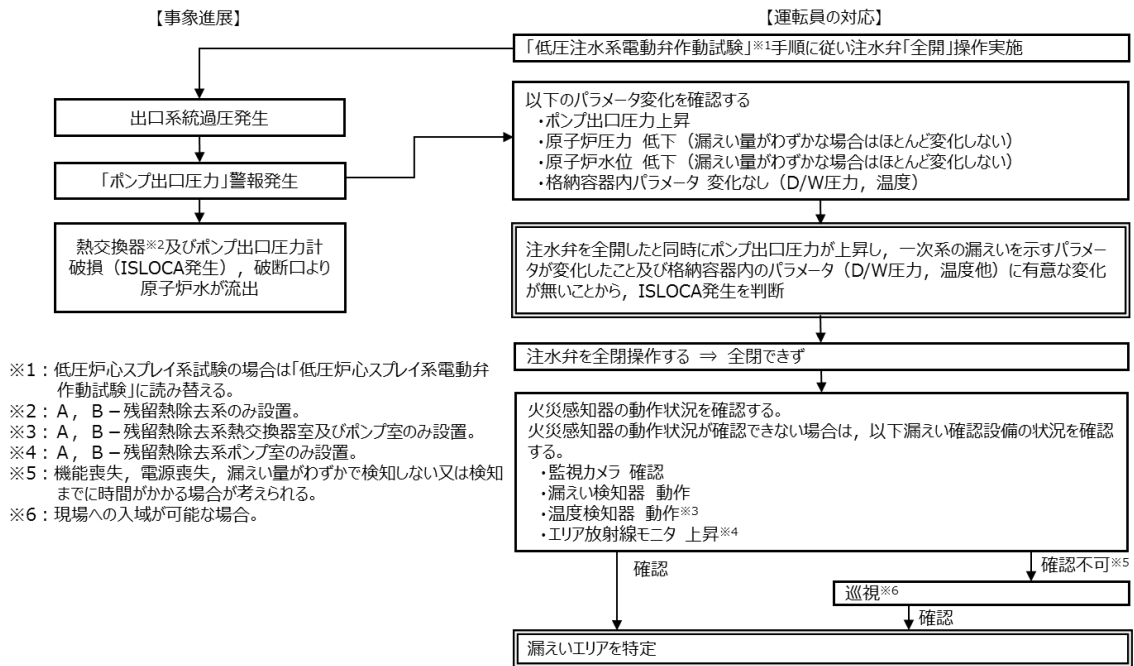 【事象進展】
【運転員の対応】
「低圧注水系電動弁作動試験」※1手順に従い注水弁「全開」操作実施
出口系統過圧発生
「ポンプ出口圧力」警報発生
熱交換器※2及びポンプ出口圧力計
破損（ISLOCA発生），破断口より
原子炉水が流出
以下のパラメータ変化を確認する
・ポンプ出口圧力上昇
・原子炉圧力 低下（漏えい量がわずかな場合はほとんど変化しない）
・原子炉水位 低下（漏えい量がわずかな場合はほとんど変化しない）
・格納容器内パラメータ 変化なし（D/W圧力，温度）
注水弁を全開したと同時にポンプ出口圧力が上昇し，一次系の漏えいを示すパラメー
タが変化したこと及び格納容器内のパラメータ（D/W圧力，温度他）に有意な変化
が無いことから，ISLOCA発生を判断
注水弁を全閉操作する ⇒ 全閉できず
火災感知器の動作状況を確認する。
火災感知器の動作状況が確認できない場合は，以下漏えい確認設備の状況を確認
する。
・監視カメラ 確認
・漏えい検知器 動作
・温度検知器 動作※3
・エリア放射線モニタ 上昇※4
確認
確認不可※5
巡視※6
確認
漏えいエリアを特定
※1：低圧炉心スプレイ系試験の場合は「低圧炉心スプレイ系電動弁
作動試験」に読み替える。
※2：A，B－残留熱除去系のみ設置。
※3：A，B－残留熱除去系熱交換器室及びポンプ室のみ設置。
※4：A，B－残留熱除去系ポンプ室のみ設置。
※5：機能喪失，電源喪失，漏えい量がわずかで検知しない又は検知
までに時間がかかる場合が考えられる。
※6：現場への入域が可能な場合。